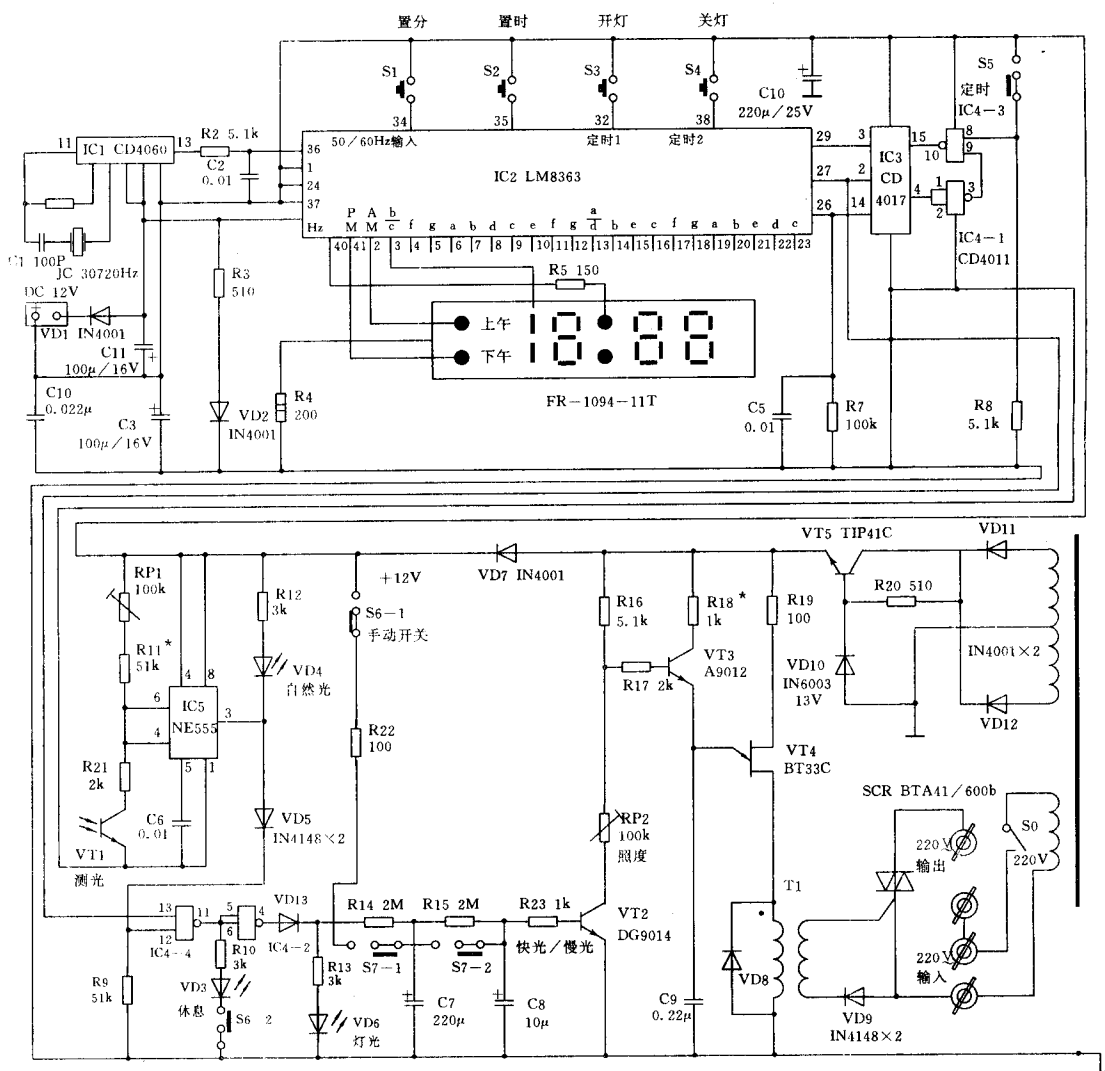 置分 置时 开灯 关灯
S1 S2 S3 S4 S5
C10
220μ/25V
定时
IC4-3
34 35 32 38
11 IC1 CD4060 13
R2 5.1k
C2
0.01
36
1
24
37
50/60Hz输入 定时1 定时2
IC2 LM8363
29
27
26
3
2
14
IC3
CD
4017
15
4
10
8
9
1
2
3
IC4-1
CD4011
Hz PM AM b/c e f g a/d b e c f g a b e d c
40 41 2 3 4 5 6 7 8 9 10 11 12 13 14 15 16 17 18 19 20 21 22 23
C1 100P
JC 30720Hz
DC 12V
VD1 IN4001
R3
510
R5 150
上午
下午
18:88
FR-1094-11T
C11
100μ/16V
C10
0.022μ
C3
100μ/16V
VD2
IN4001
R4
200
C5
0.01
R7
100k
R8
5.1k
VT5 TIP41C
VD11
RP1
100k
R12
3k
+12V
VD7 IN4001
R20 510
S6-1
手动开关
R16
5.1k
R18*
1k
R19
100
R11*
51k
VD4
自然光
VT3
A9012
R17 2k
VD10
IN6003
13V
IN4001×2
VD12
4 8
6
IC5
NE555
3
4
5 1
R22
100
VT4
BT33C
R21
2k
C6
0.01
VD5
IN4148×2
RP2
100k
照度
SCR BTA41/600b
S0
220V
输出
220V
VT1
测光
T1
13
12
11
IC4-4
5
6
4
IC4-2
VD13
R14 2M R15 2M R23 1k
VT2
DG9014
R10
3k
S7-1 S7-2
快光/慢光
R13
3k
220V
输入
R9
51k
VD3
休息
S6 2
VD6
灯光
C7
220μ
C8
10μ
C9
0.22μ
VD8
VD9
IN4148×2